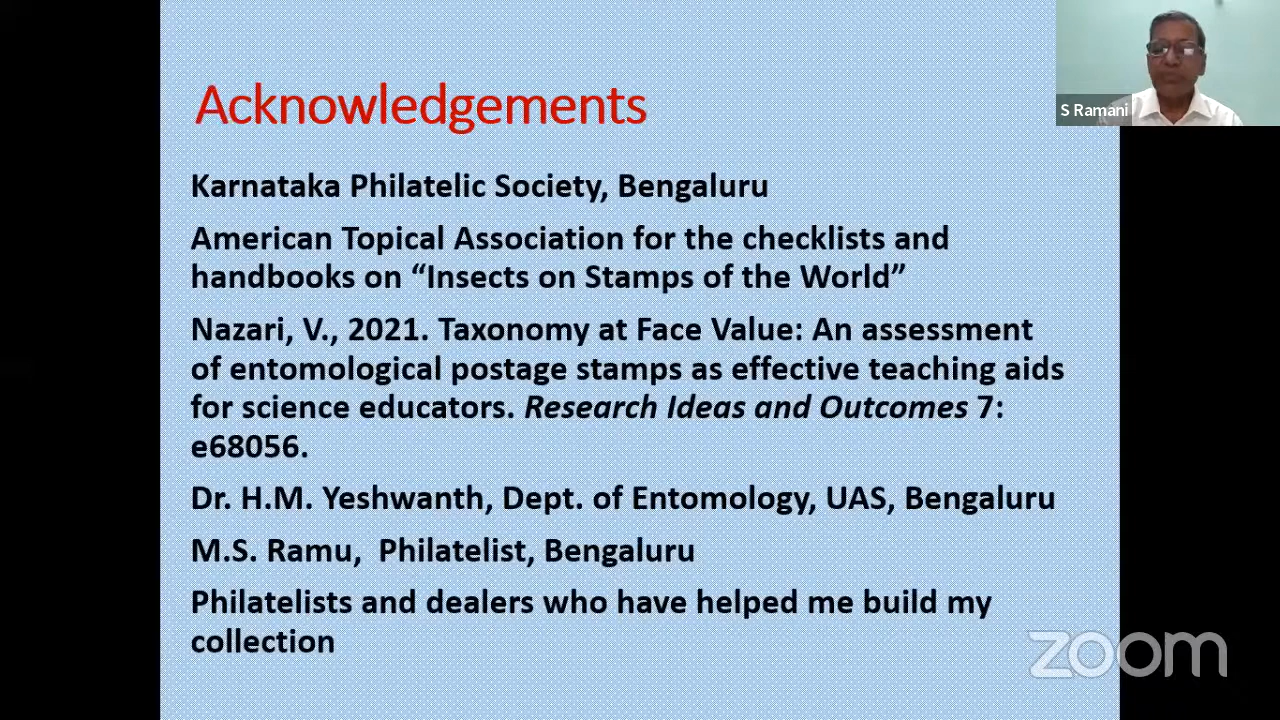 Acknowledgements
S Ramani
Karnataka Philatelic Society, Bengaluru
American Topical Association for the checklists and
handbooks on “Insects on Stamps of the World”
Nazari, V., 2021. Taxonomy at Face Value: An assessment
of entomological postage stamps as effective teaching aids
for science educators. Research Ideas and Outcomes 7:
e68056.
Dr. H.M. Yeshwanth, Dept. of Entomology, UAS, Bengaluru
M.S. Ramu,  Philatelist, Bengaluru
Philatelists and dealers who have helped me build my
collection
zoom